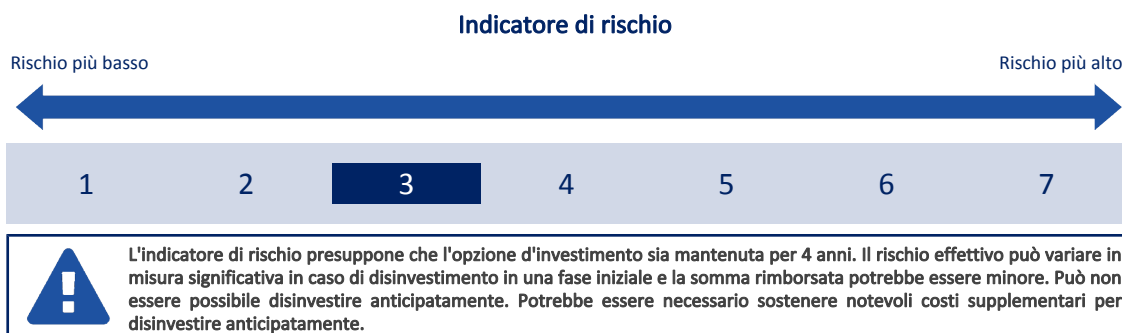 Indicatore di rischio
Rischio più basso
Rischio più alto
1 2 3 4 5 6 7
L'indicatore di rischio presuppone che l'opzione d'investimento sia mantenuta per 4 anni. Il rischio effettivo può variare in
misura significativa in caso di disinvestimento in una fase iniziale e la somma rimborsata potrebbe essere minore. Può non
essere possibile disinvestire anticipatamente. Potrebbe essere necessario sostenere notevoli costi supplementari per
disinvestire anticipatamente.